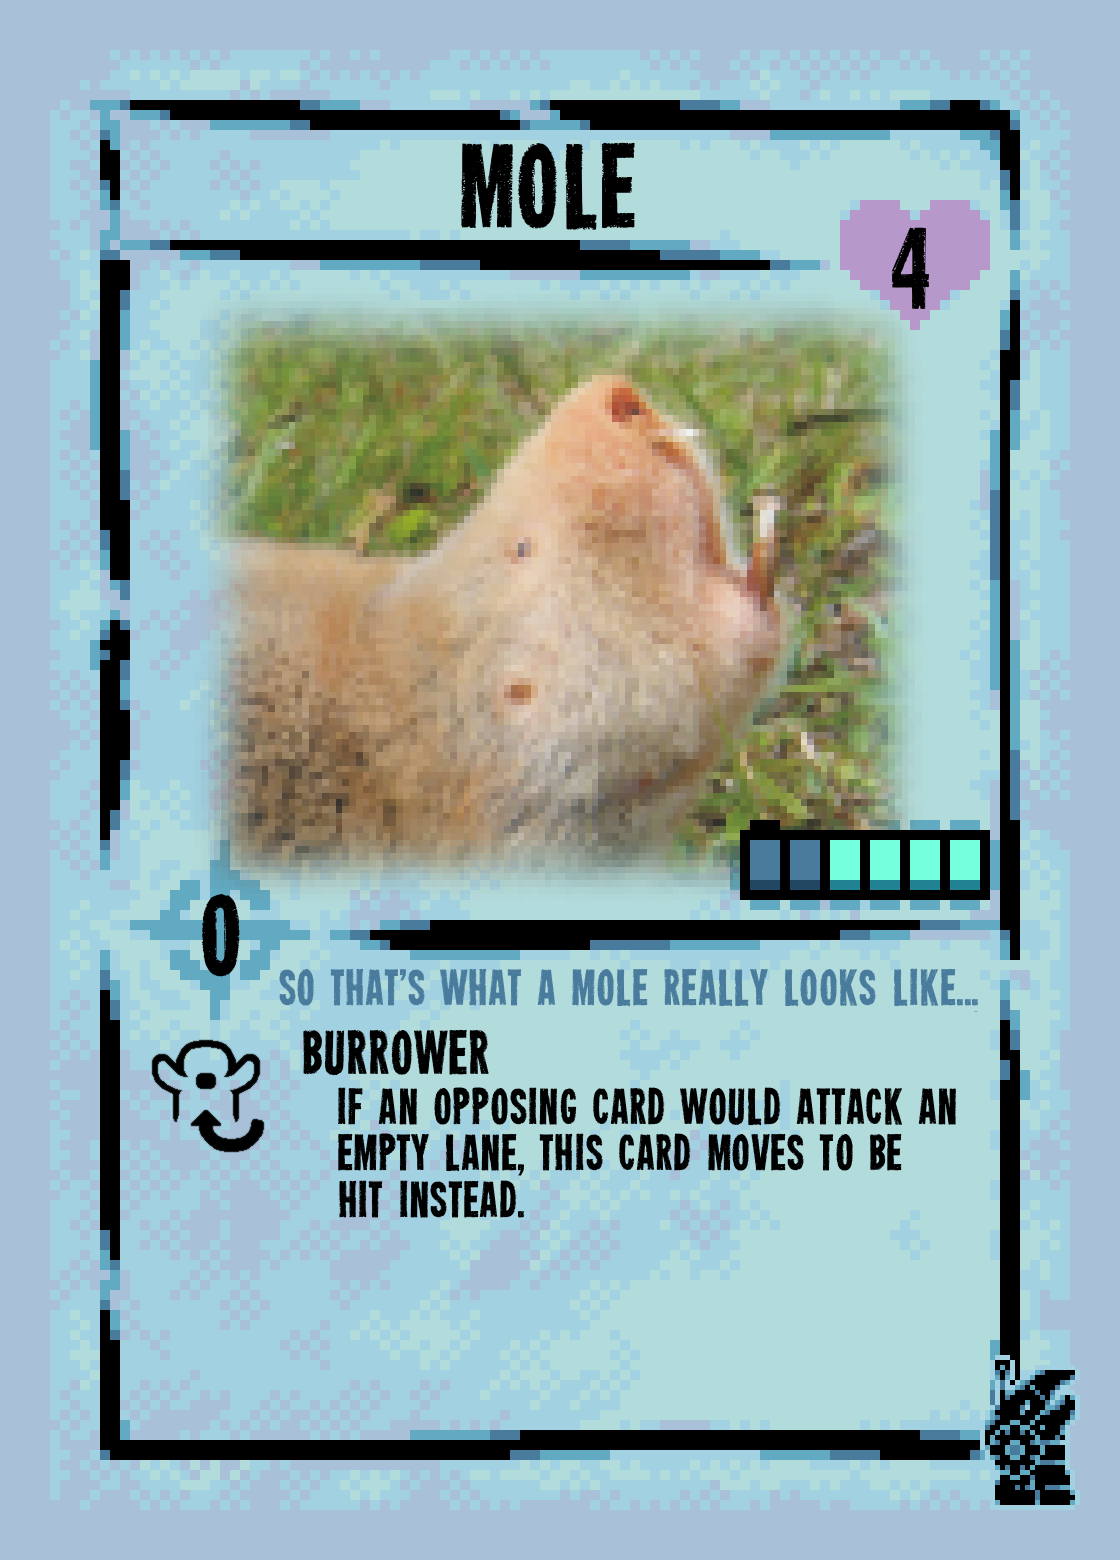 MOLE
4
0
SO THAT'S WHAT A MOLE REALLY LOOKS LIKE...
BURROWER
IF AN OPPOSING CARD WOULD ATTACK AN
EMPTY LANE, THIS CARD MOVES TO BE
HIT INSTEAD.